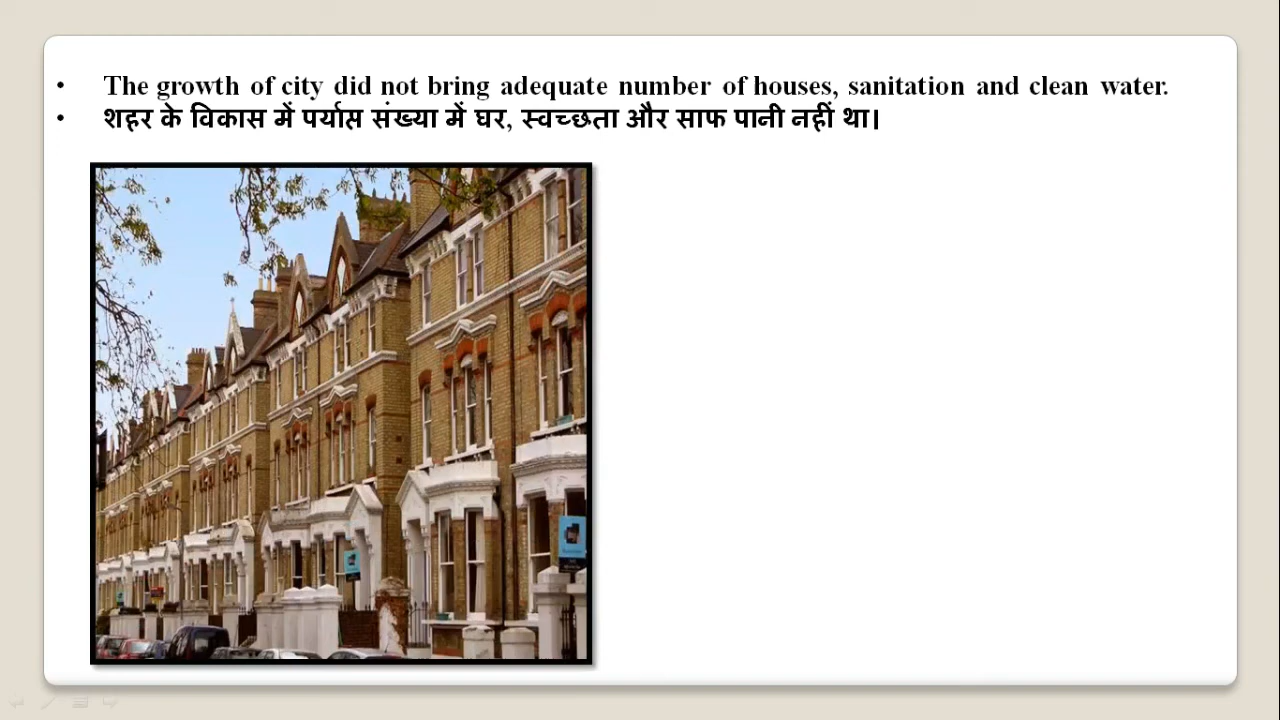 • The growth of city did not bring adequate number of houses, sanitation and clean water.
• शहर के विकास में पर्याप्त संख्या में घर, स्वच्छता और साफ पानी नहीं था।